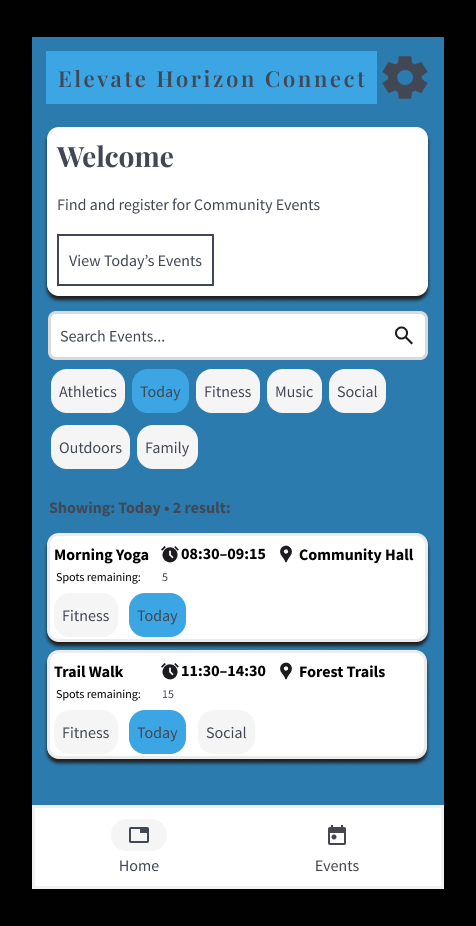 Elevate Horizon Connect
Welcome
Find and register for Community Events
View Today’s Events
Search Events...
Athletics Today Fitness Music Social
Outdoors Family
Showing: Today • 2 result:
Morning Yoga 08:30–09:15 Community Hall
Spots remaining: 5
Fitness Today
Trail Walk 11:30–14:30 Forest Trails
Spots remaining: 15
Fitness Today Social
Home Events